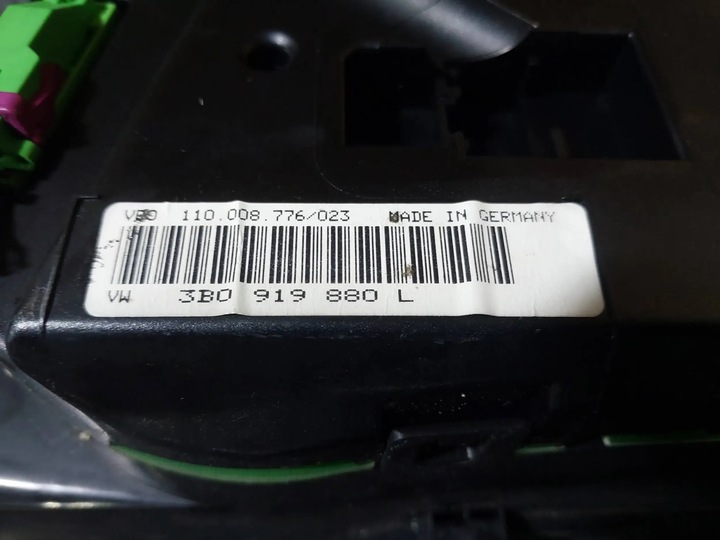 VDO 110.008.776/023 MADE IN GERMANY
VW 3B0 919 880 L